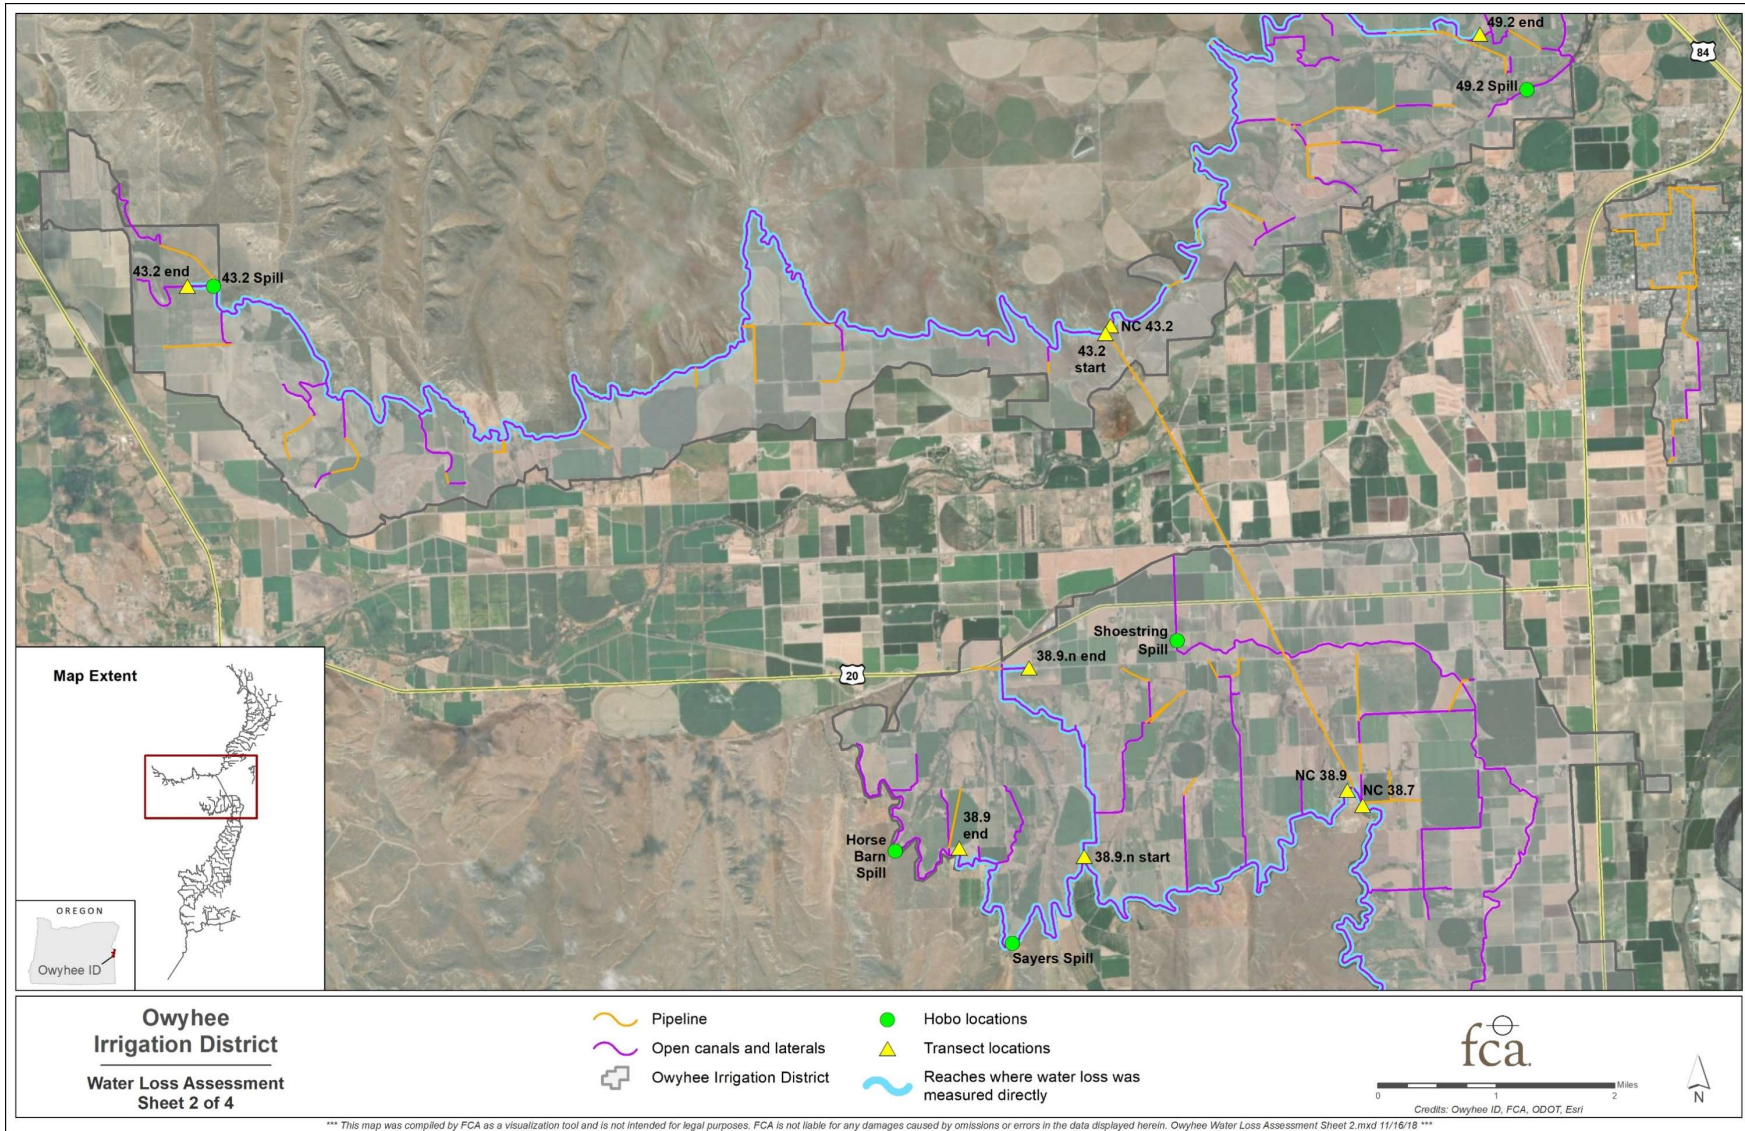 49.2 end
84
49.2 Spill
43.2 end
43.2 Spill
NC 43.2
43.2
start
Shoestring
Spill
38.9.n end
20
Map Extent
NC 38.9
NC 38.7
38.9
end
Horse
Barn
Spill
38.9.n start
Sayers Spill
OREGON
Owyhee ID
Owyhee
Irrigation District
Water Loss Assessment
Sheet 2 of 4
Pipeline
Open canals and laterals
Owyhee Irrigation District
Hobo locations
Transect locations
Reaches where water loss was
measured directly
fca
Miles
0 1 2
Credits: Owyhee ID, FCA, ODOT, Esri
N
*** This map was compiled by FCA as a visualization tool and is not intended for legal purposes. FCA is not liable for any damages caused by omissions or errors in the data displayed herein. Owyhee Water Loss Assessment Sheet 2.mxd 11/16/18 ***